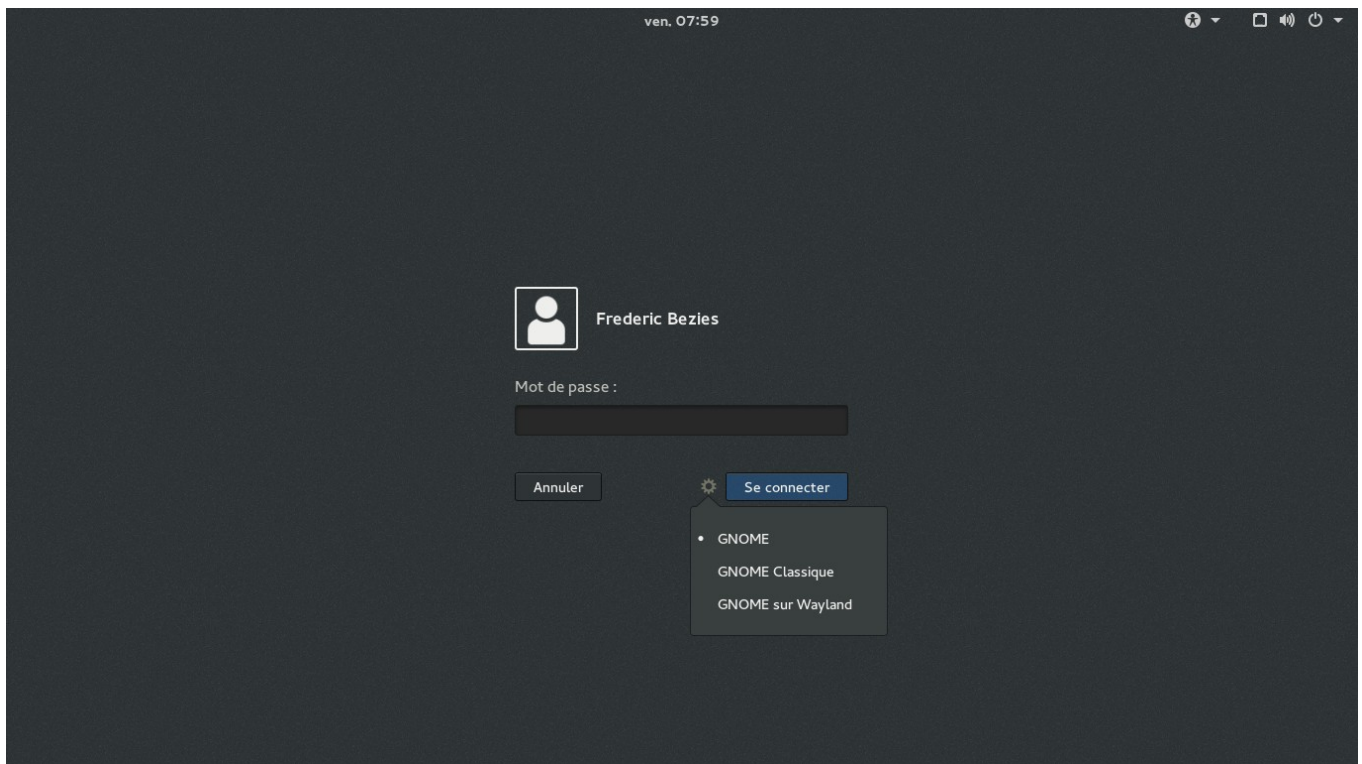 ven. 07:59
Frederic Bezies
Mot de passe :
Annuler
Se connecter
• GNOME
GNOME Classique
GNOME sur Wayland